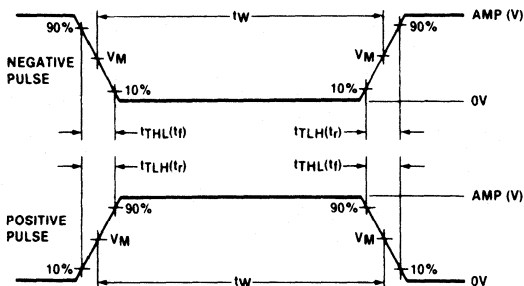 tW
AMP (V)
90%
90%
NEGATIVE
PULSE
VM
VM
10%
10%
0V
tTHL(tf)
tTLH(tr)
tTLH(tr)
tTHL(tf)
AMP (V)
90%
90%
POSITIVE
PULSE
VM
VM
10%
10%
tW
0V